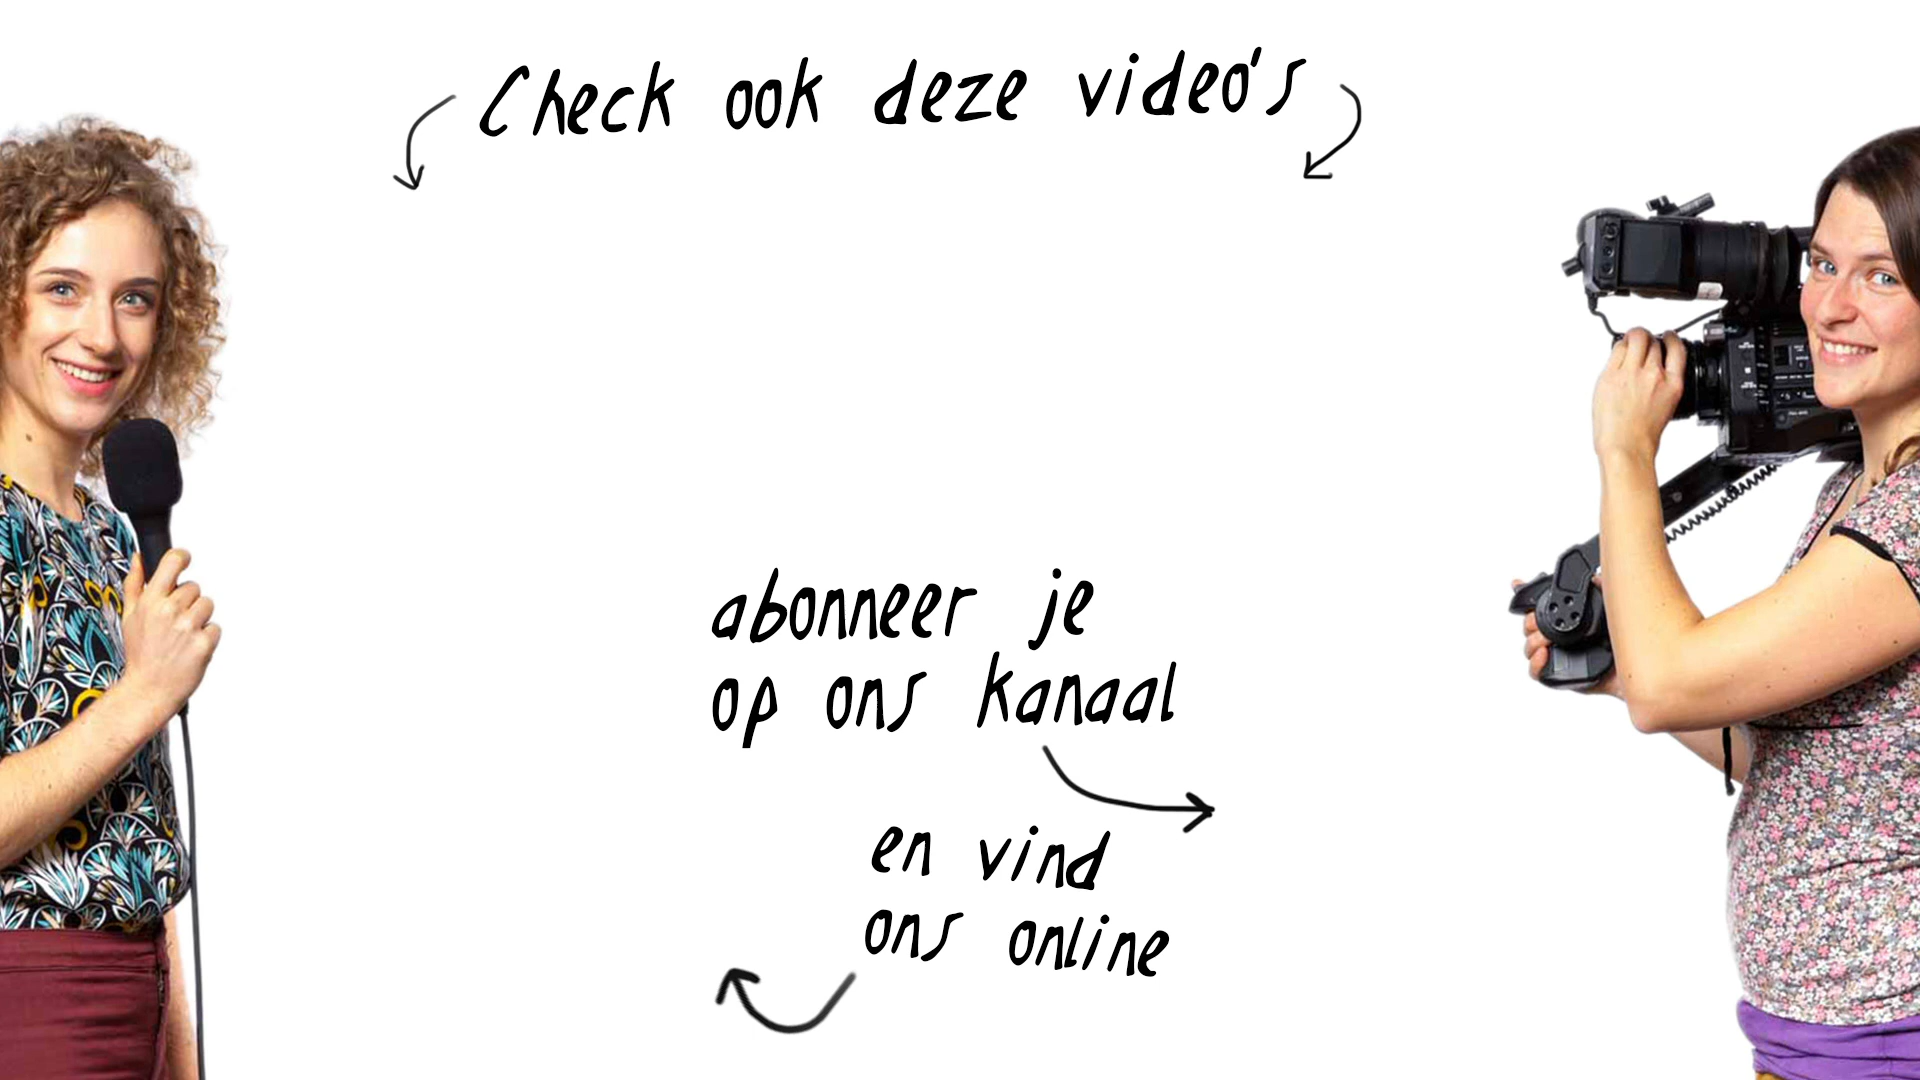 Check ook deze video's
abonneer je
op ons kanaal
en vind
ons online